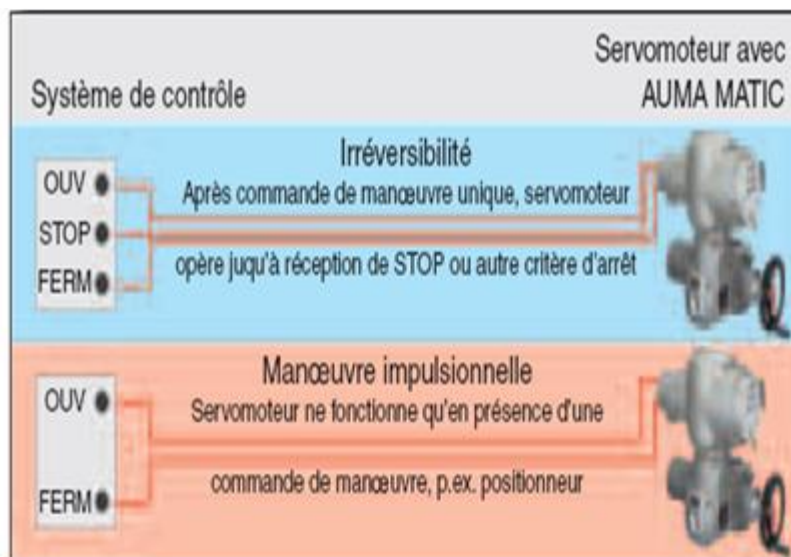 Système de contrôle
Servomoteur avec
AUMA MATIC
Irréversibilité
OUV
Après commande de manœuvre unique, servomoteur
STOP
opère juqu'à réception de STOP ou autre critère d'arrêt
FERM
Manœuvre impulsionnelle
OUV
Servomoteur ne fonctionne qu'en présence d'une
commande de manœuvre, p.ex. positionneur
FERM